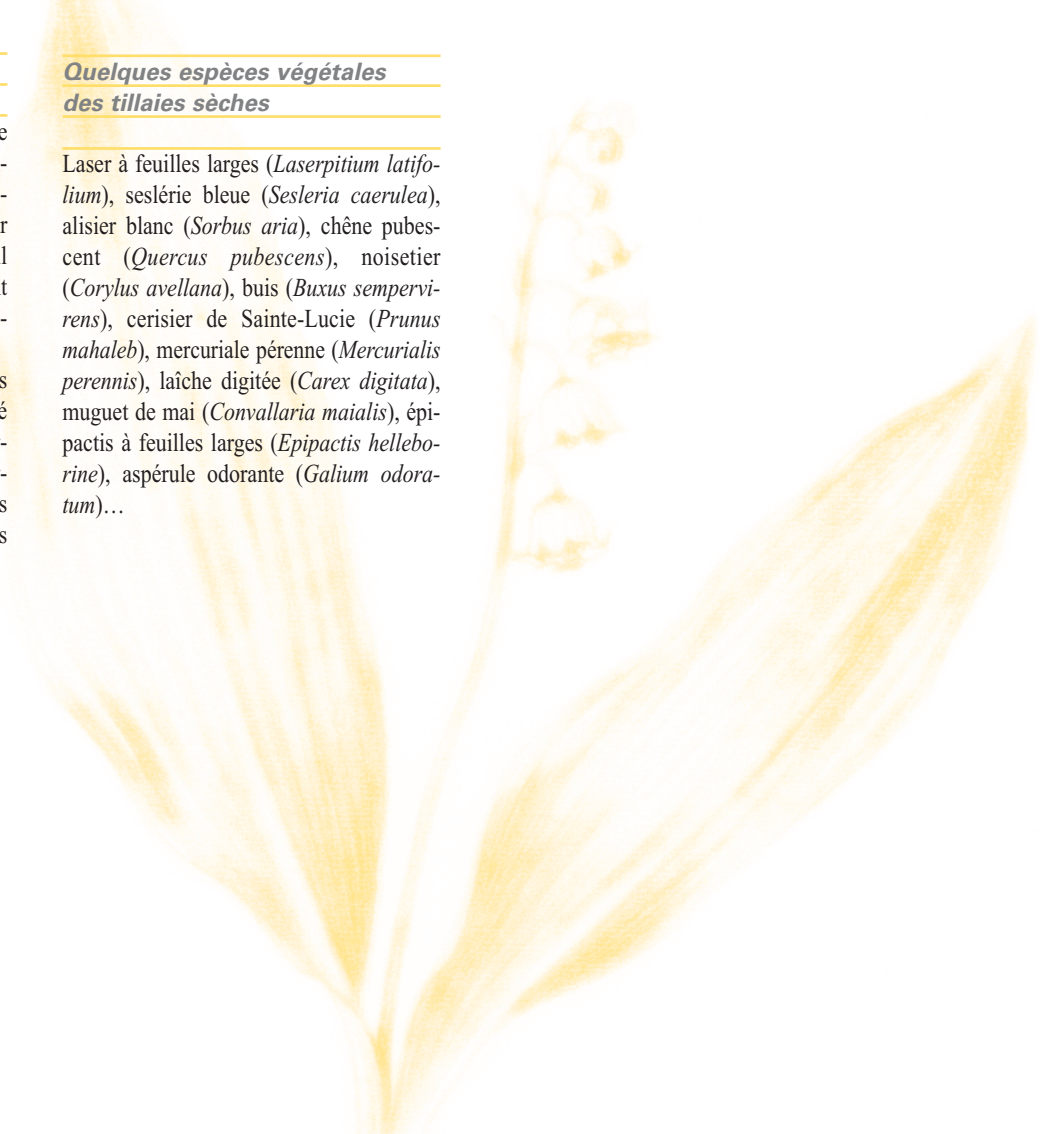 Quelques espèces végétales
des tillaies sèches
Laser à feuilles larges (Laserpitium latifo-
lium), seslérie bleue (Sesleria caerulea),
alisier blanc (Sorbus aria), chêne pubes-
cent (Quercus pubescens), noisetier
(Corylus avellana), buis (Buxus sempervi-
rens), cerisier de Sainte-Lucie (Prunus
mahaleb), mercuriale pérenne (Mercurialis
perennis), laîche digitée (Carex digitata),
muguet de mai (Convallaria maialis), épi-
pactis à feuilles larges (Epipactis hellebo-
rine), aspérule odorante (Galium odora-
tum)…